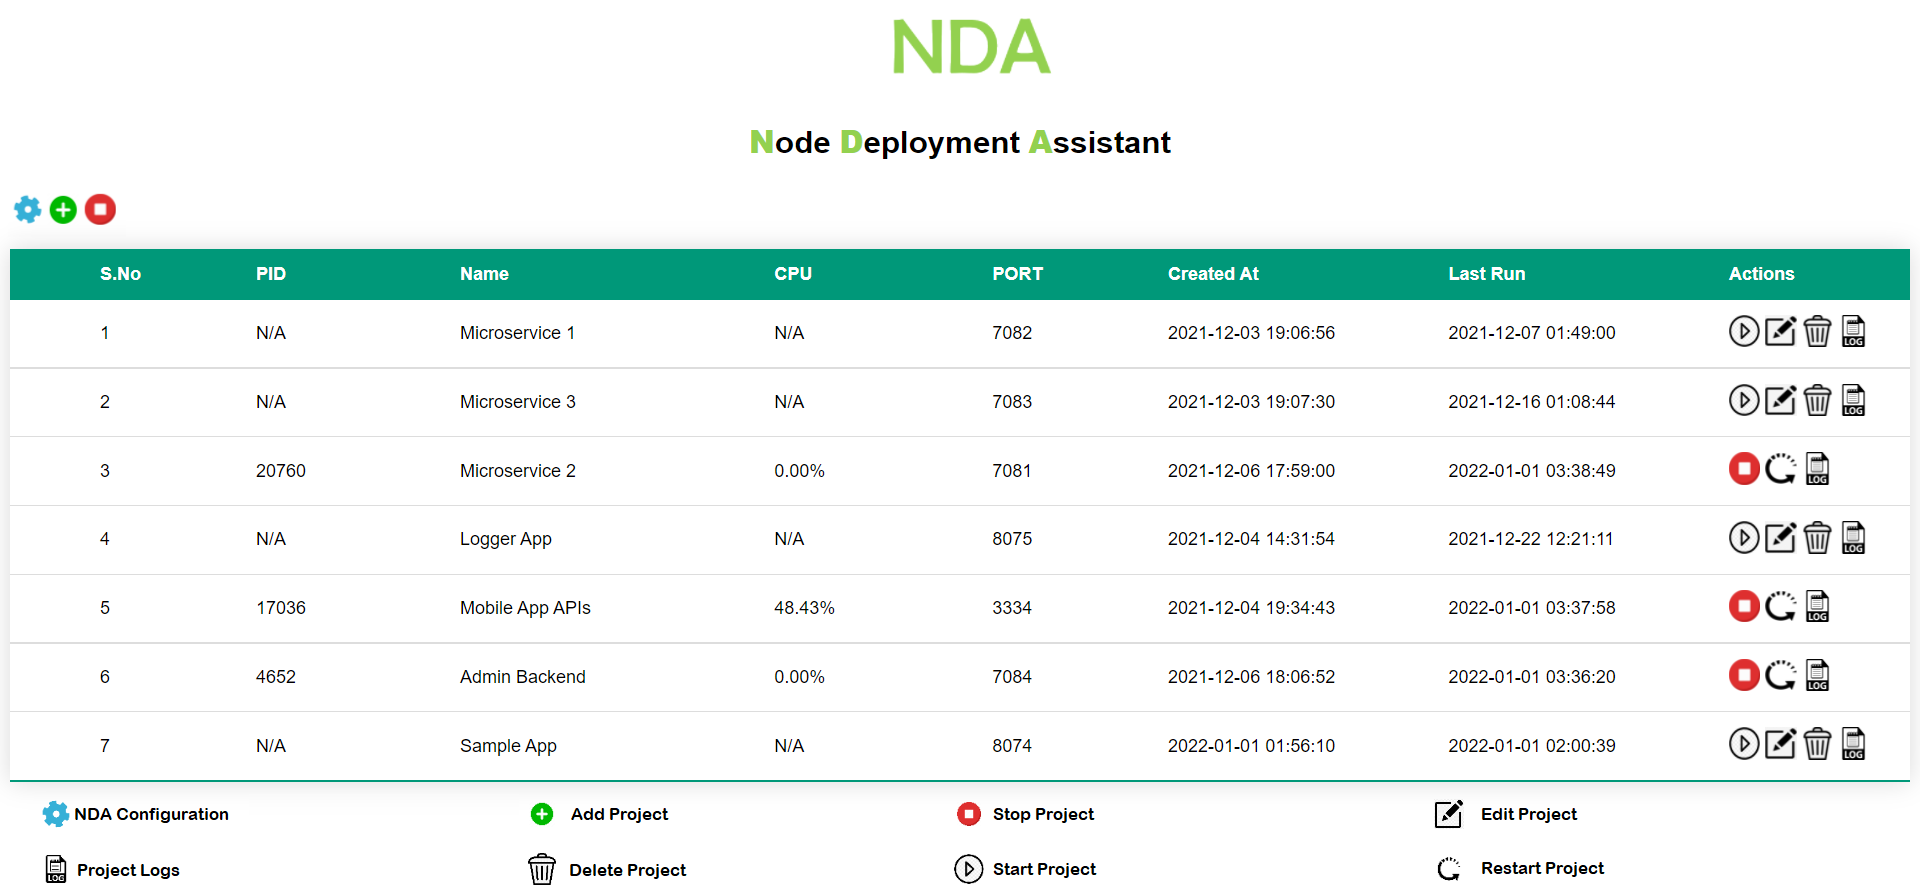 NDA
Node Deployment Assistant
S.No PID Name CPU PORT Created At Last Run Actions
1 N/A Microservice 1 N/A 7082 2021-12-03 19:06:56 2021-12-07 01:49:00 LOG
2 N/A Microservice 3 N/A 7083 2021-12-03 19:07:30 2021-12-16 01:08:44 LOG
3 20760 Microservice 2 0.00% 7081 2021-12-06 17:59:00 2022-01-01 03:38:49 LOG
4 N/A Logger App N/A 8075 2021-12-04 14:31:54 2021-12-22 12:21:11 LOG
5 17036 Mobile App APIs 48.43% 3334 2021-12-04 19:34:43 2022-01-01 03:37:58 LOG
6 4652 Admin Backend 0.00% 7084 2021-12-06 18:06:52 2022-01-01 03:36:20 LOG
7 N/A Sample App N/A 8074 2022-01-01 01:56:10 2022-01-01 02:00:39 LOG
NDA Configuration Add Project Stop Project Edit Project
LOG Project Logs Delete Project Start Project Restart Project